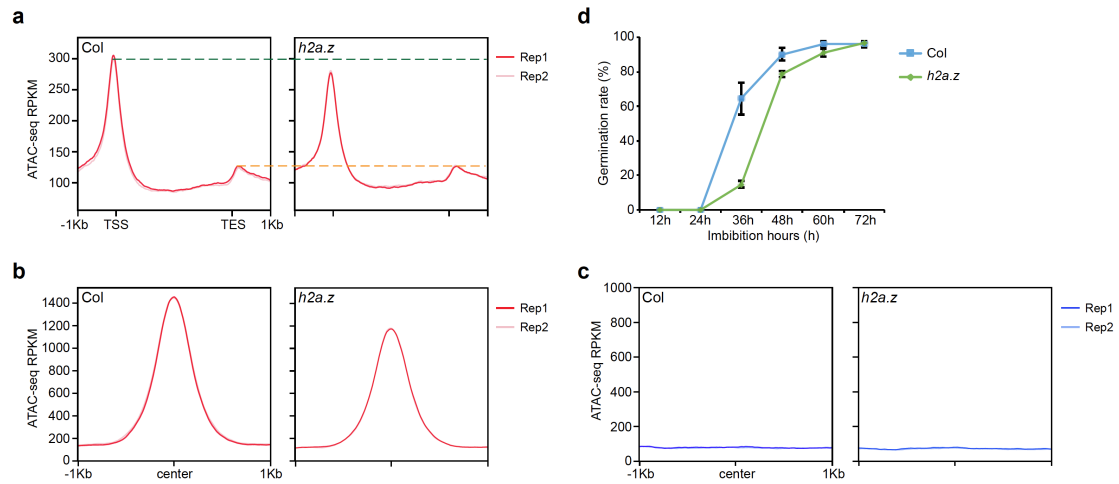 a
Col
h2a.z
ATAC-seq RPKM
300
250
200
150
100
-1Kb
TSS
TES
1Kb
Rep1
Rep2
d
Germination rate (%)
100
80
60
40
20
0
12h
24h
36h
48h
60h
72h
Imbibition hours (h)
Col
h2a.z
b
Col
h2a.z
ATAC-seq RPKM
1400
1200
1000
800
600
400
200
0
-1Kb
center
1Kb
Rep1
Rep2
c
Col
h2a.z
ATAC-seq RPKM
1000
800
600
400
200
0
-1Kb
center
1Kb
Rep1
Rep2